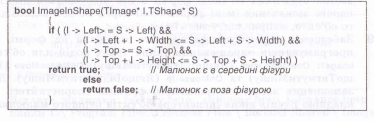 bool ImageInShape(TImage* I,TShape* S)
{
if ( (I -> Left> = S -> Left) &&
(I -> Left + I -> Width <= S -> Left + S -> Width) &&
(I -> Top >= S -> Top) &&
(I -> Top + I -> Height <= S -> Top + S -> Height) )
return true; // Малюнок є в середині фігури
else
return false; // Малюнок є поза фігурою
}